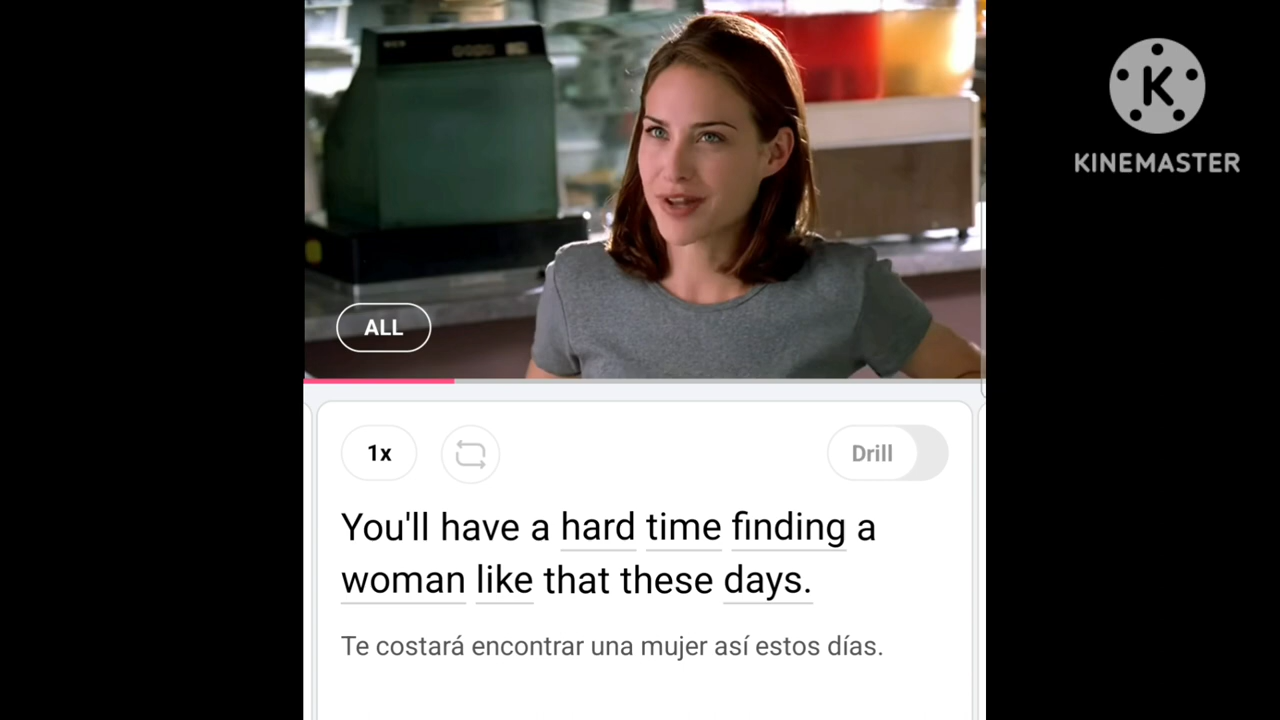 KINEMASTER
ALL
1x
Drill
You'll have a hard time finding a
woman like that these days.
Te costará encontrar una mujer así estos días.